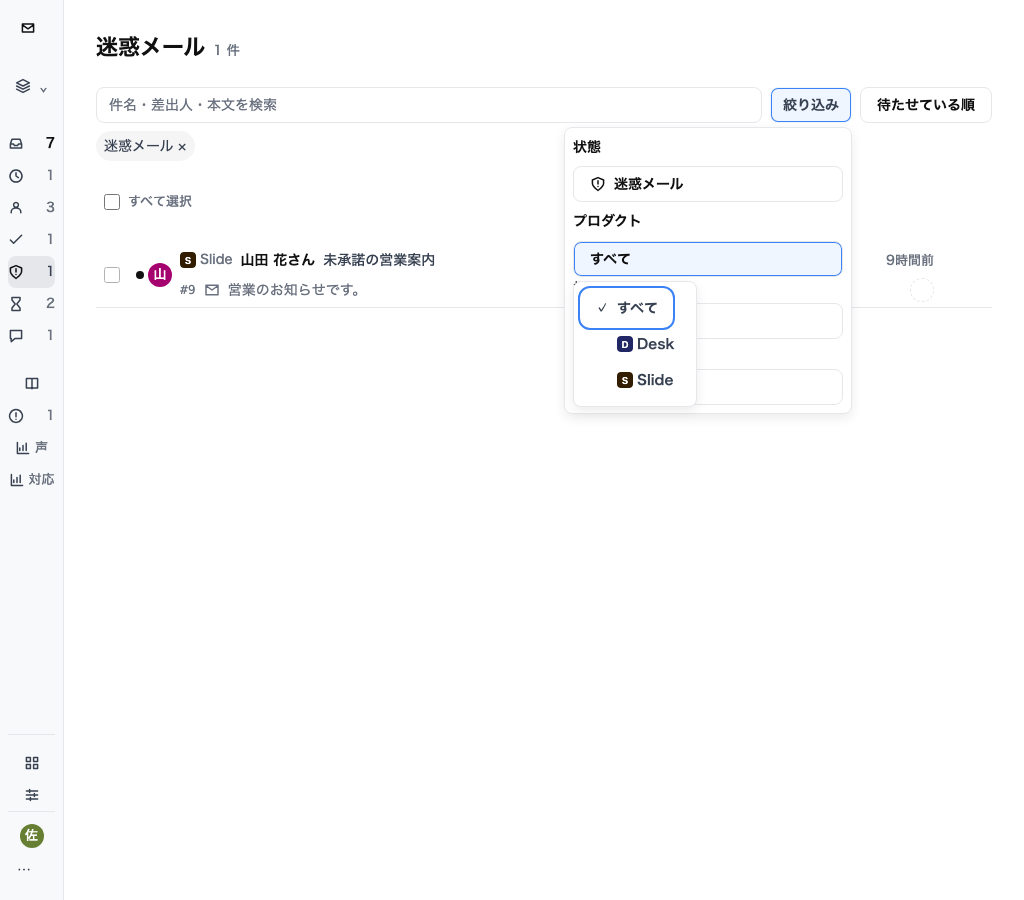 迷惑メール 1 件
件名・差出人・本文を検索
絞り込み
待たせている順
迷惑メール ×
状態
迷惑メール
プロダクト
すべて
✓ すべて
D Desk
S Slide
すべて選択
山 S Slide 山田 花さん 未承諾の営業案内
9時間前
#9 営業のお知らせです。
7
1
3
1
1
2
1
1
声
対応
佐
…